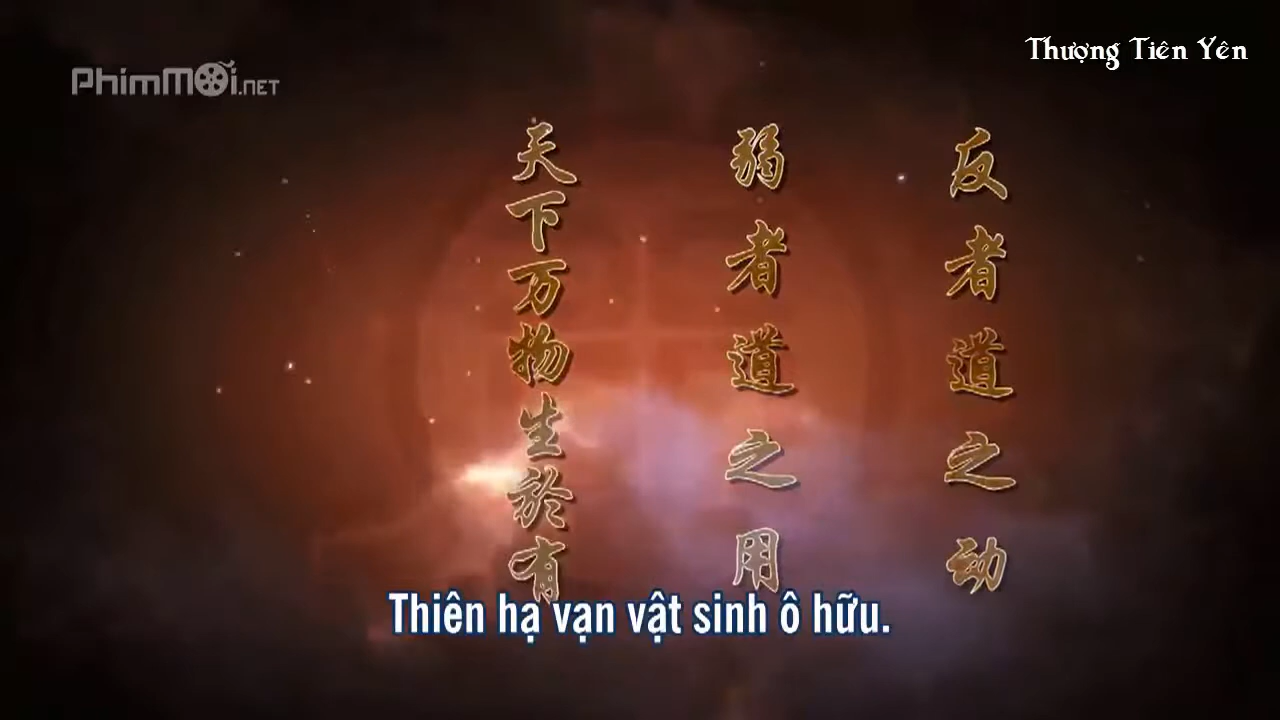 PhimMỡi.NET
Thượng Tiên Yên
反者道之动
弱者道之用
天下万物生於有
Thiên hạ vạn vật sinh ô hữu.